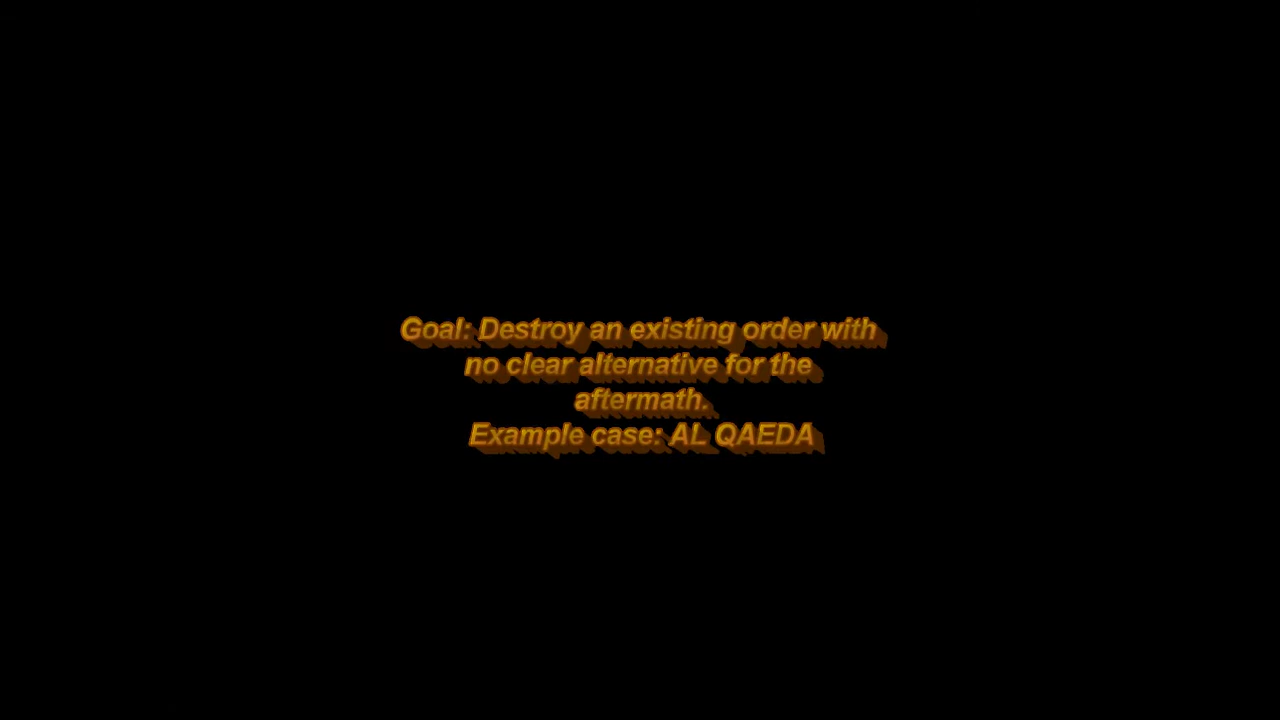 Goal: Destroy an existing order with
no clear alternative for the
aftermath.
Example case: AL QAEDA